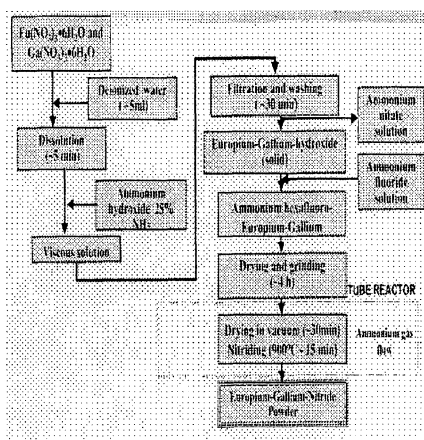 Eu(NO₃)₃•6H₂O and
Ga(NO₃)₃•6H₂O
Deionized water
(~5ml)
Dissolution
(~5 min)
Ammonium
hydroxide 25%
NH₃
Viscous solution
Filtration and washing
(~30 min)
Ammonium
nitate
solution
Europium-Gallium-hydroxide
(solid)
Ammonium
fluoride
solution
Ammonium hexafluoro-
Europium-Gallium
Drying and grinding
(~4 h)
TUBE REACTOR
Drying in vacuum (~30min)
Nitriding (900ºC - 15 min)
Ammonium gas
flow
Europium-Gallium-Nitride
Powder